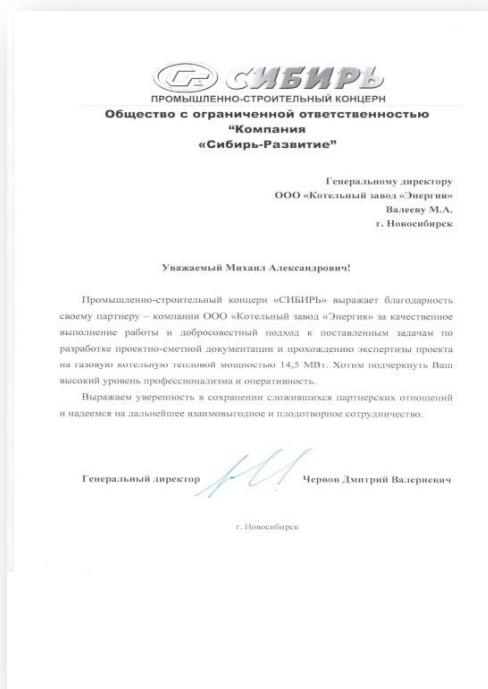 СИБИРЬ
ПРОМЫШЛЕННО-СТРОИТЕЛЬНЫЙ КОНЦЕРН
Общество с ограниченной ответственностью
“Компания
«Сибирь-Развитие”
Генеральному директору
ООО «Котельный завод «Энергия»
Валееву М.А.
г. Новосибирск
Уважаемый Михаил Александрович!
Промышленно-строительный концерн «СИБИРЬ» выражает благодарность
своему партнеру – компании ООО «Котельный завод «Энергия» за качественное
выполнение работы и добросовестный подход к поставленным задачам по
разработке проектно-сметной документации и прохождению экспертизы проекта
на газовую котельную тепловой мощностью 14,5 МВт. Хотим подчеркнуть Ваш
высокий уровень профессионализма и оперативность.
Выражаем уверенность в сохранении сложившихся партнерских отношений
и надеемся на дальнейшее взаимовыгодное и плодотворное сотрудничество.
Генеральный директор Червов Дмитрий Валериевич
г. Новосибирск